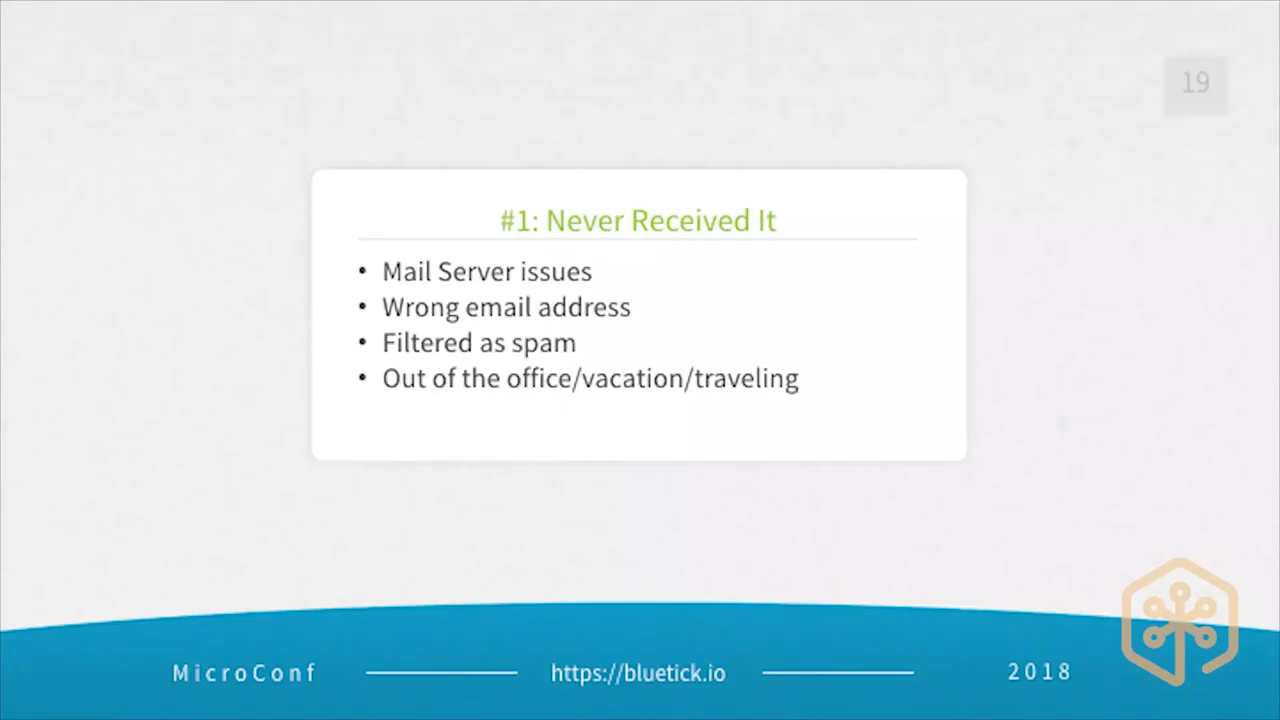 19
#1: Never Received It
• Mail Server issues
• Wrong email address
• Filtered as spam
• Out of the office/vacation/traveling
MicroConf https://bluetick.io 2018